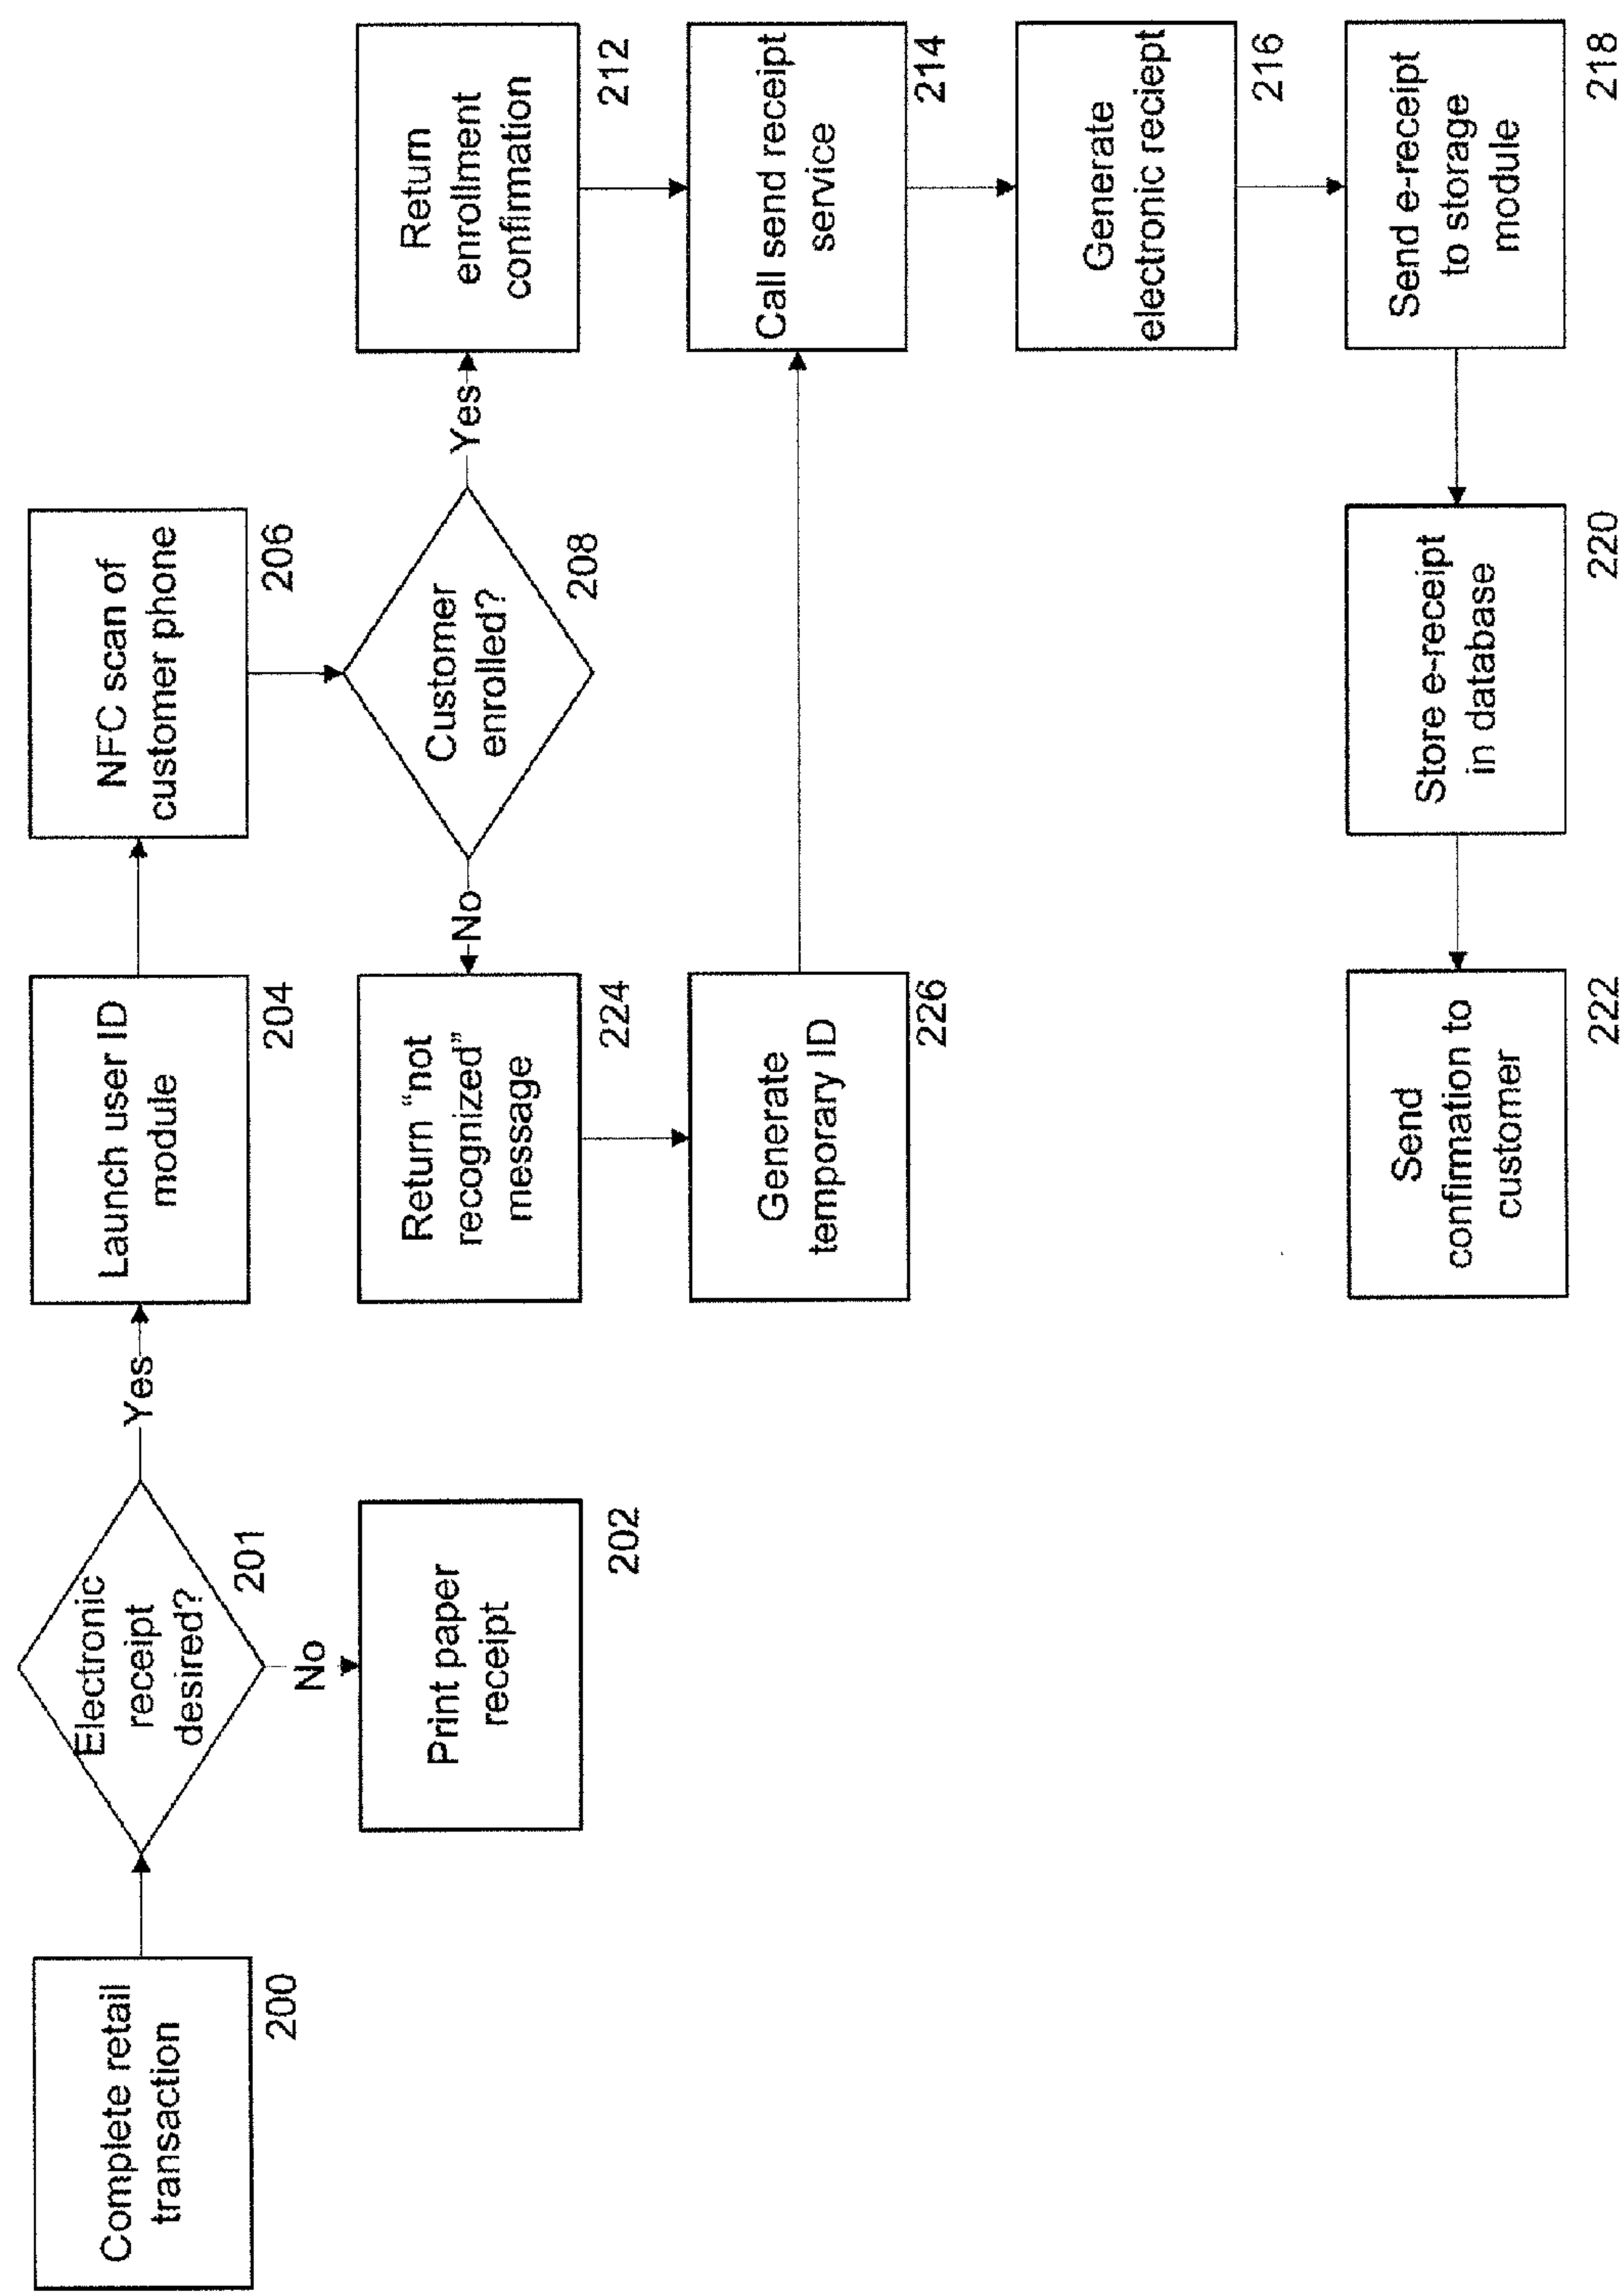 Complete retail
transaction
200
Electronic
receipt
desired?
201
Yes
No
Print paper
receipt
202
Launch user ID
module
204
NFC scan of
customer phone
206
Customer
enrolled?
208
Yes
No
Return
enrollment
confirmation
212
Return “not
recognized”
message
224
Generate
temporary ID
226
Call send receipt
service
214
Generate
electronic reciept
216
Send e-receipt
to storage
module
218
Store e-receipt
in database
220
Send
confirmation to
customer
222